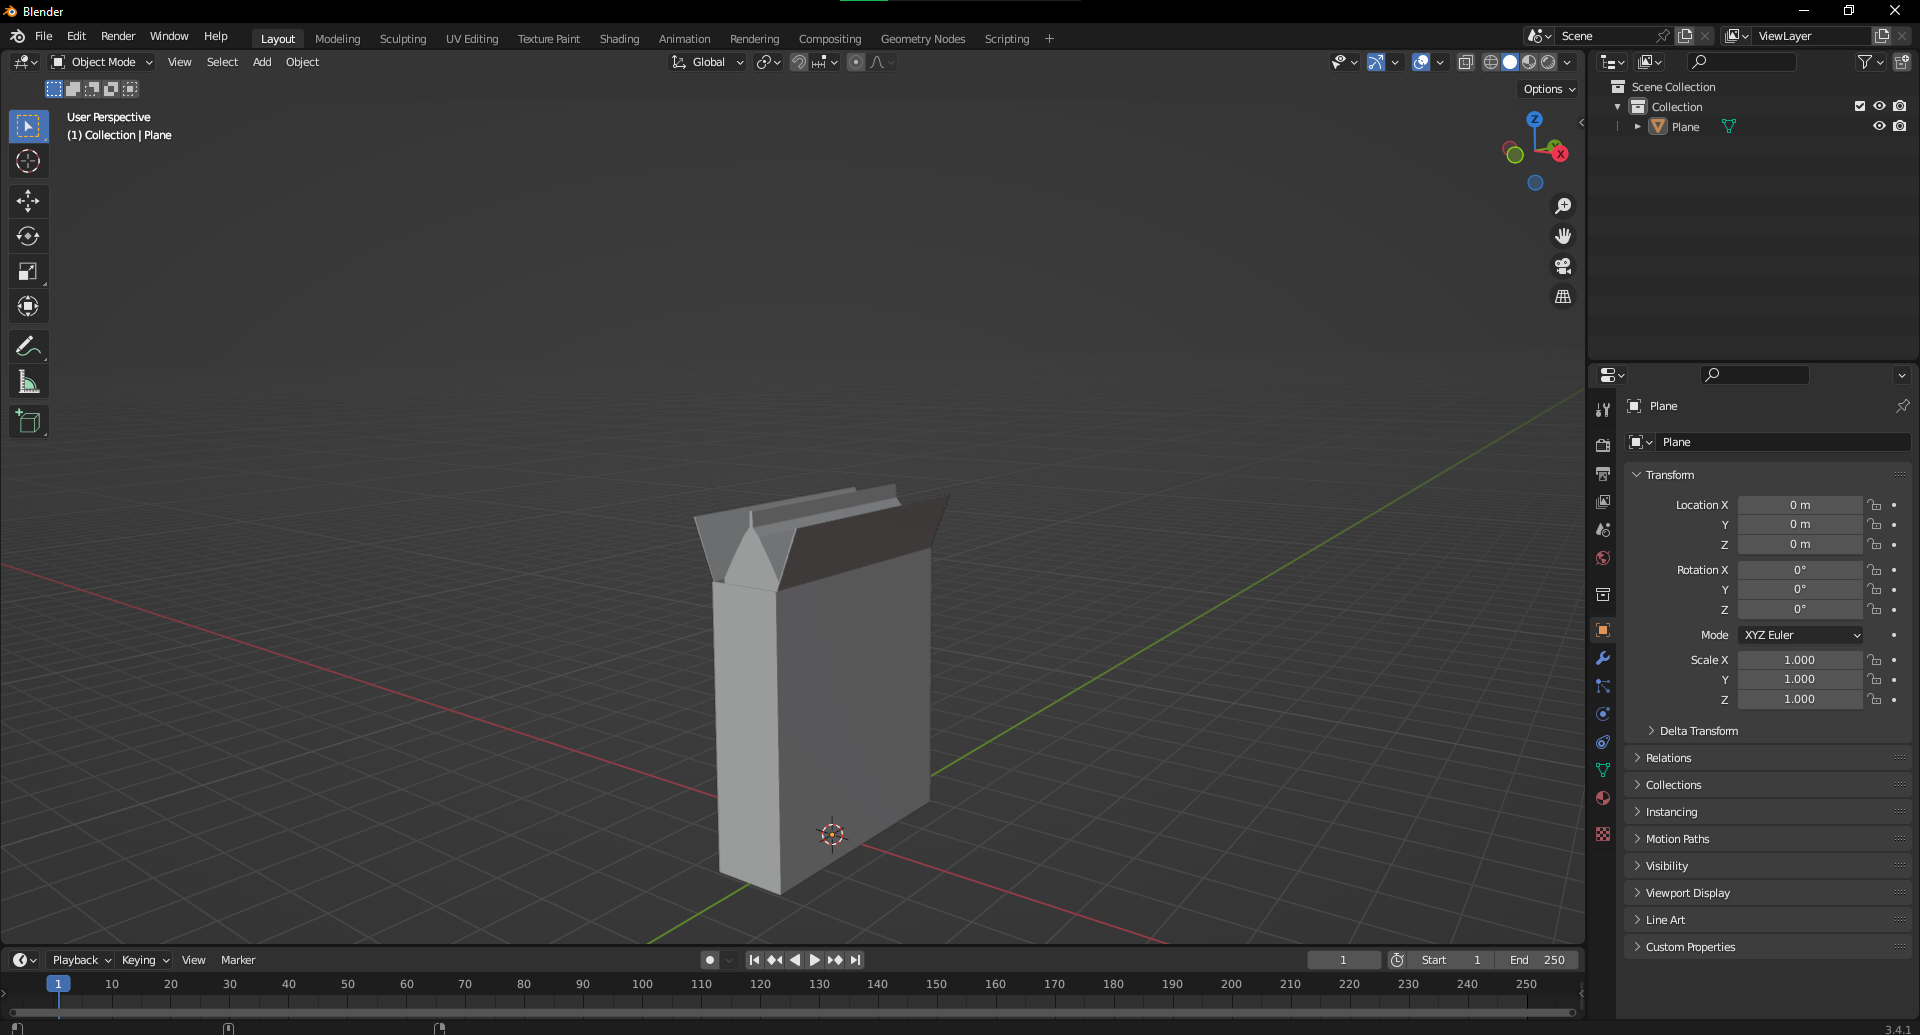 Blender
File Edit Render Window Help Layout Modeling Sculpting UV Editing Texture Paint Shading Animation Rendering Compositing Geometry Nodes Scripting + Scene ViewLayer
Object Mode View Select Add Object Global
Options
User Perspective
(1) Collection | Plane
Z
Y
X
Scene Collection
Collection
Plane
Plane
Plane
Transform
Location X 0 m
Y 0 m
Z 0 m
Rotation X 0°
Y 0°
Z 0°
Mode XYZ Euler
Scale X 1.000
Y 1.000
Z 1.000
Delta Transform
Relations
Collections
Instancing
Motion Paths
Visibility
Viewport Display
Line Art
Custom Properties
Playback Keying View Marker 1 Start 1 End 250
1 10 20 30 40 50 60 70 80 90 100 110 120 130 140 150 160 170 180 190 200 210 220 230 240 250
3.4.1